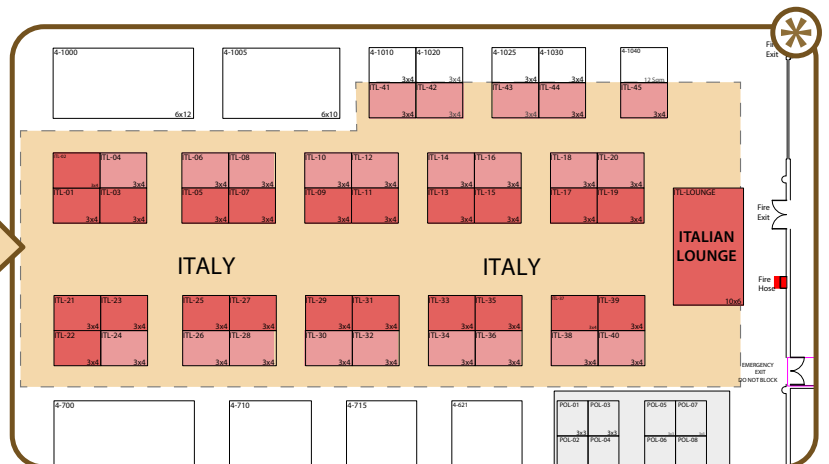 4-1000
4-1005
4-1010
4-1020
4-1025
4-1030
4-1040
Fire
Exit
6x12
6x10
3x4
3x4
3x4
3x4
12.5qm
ITL-41
ITL-42
ITL-43
ITL-44
ITL-45
3x4
3x4
3x4
3x4
3x4
ITL-02
ITL-04
ITL-06
ITL-08
ITL-10
ITL-12
ITL-14
ITL-16
ITL-18
ITL-20
3x4
3x4
3x4
3x4
3x4
3x4
3x4
3x4
3x4
3x4
ITL-01
ITL-03
ITL-05
ITL-07
ITL-09
ITL-11
ITL-13
ITL-15
ITL-17
ITL-19
ITL-LOUNGE
3x4
3x4
3x4
3x4
3x4
3x4
3x4
3x4
3x4
3x4
Fire
Exit
ITALIAN
LOUNGE
10x6
ITALY
ITALY
Fire
Hose
ITL-21
ITL-23
ITL-25
ITL-27
ITL-29
ITL-31
ITL-33
ITL-35
ITL-37
ITL-39
3x4
3x4
3x4
3x4
3x4
3x4
3x4
3x4
3x4
3x4
ITL-22
ITL-24
ITL-26
ITL-28
ITL-30
ITL-32
ITL-34
ITL-36
ITL-38
ITL-40
3x4
3x4
3x4
3x4
3x4
3x4
3x4
3x4
3x4
3x4
EMERGENCY
EXIT
DO NOT BLOCK
4-700
4-710
4-715
4-621
POL-01
POL-03
POL-05
POL-07
3x3
3x3
POL-02
POL-04
POL-06
POL-08